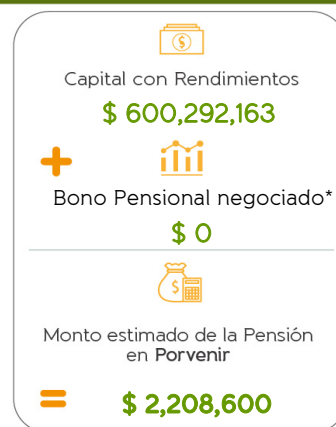 Capital con Rendimientos
$ 600,292,163
+
Bono Pensional negociado*
$ 0
Monto estimado de la Pensión
en Porvenir
= $ 2,208,600